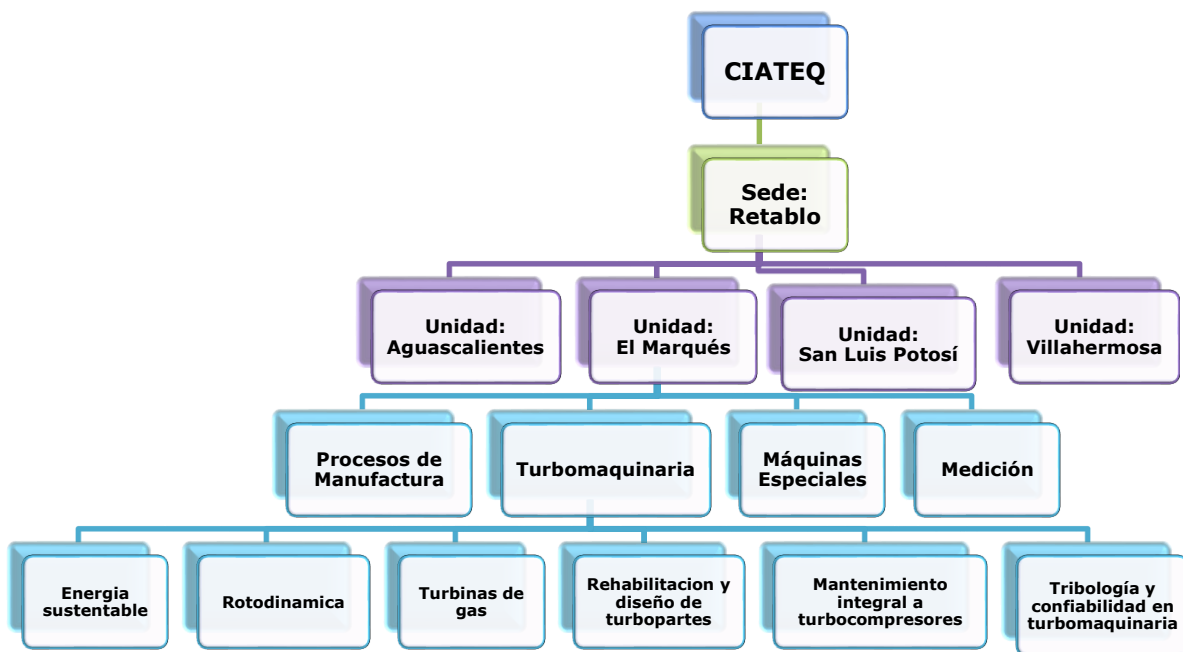 CIATEQ
Sede:
Retablo
Unidad:
Aguascalientes
Unidad:
El Marqués
Unidad:
San Luis Potosí
Unidad:
Villahermosa
Procesos de
Manufactura
Turbomaquinaria
Máquinas
Especiales
Medición
Energia
sustentable
Rotodinamica
Turbinas de
gas
Rehabilitacion y
diseño de
turbopartes
Mantenimiento
integral a
turbocompresores
Tribología y
confiabilidad en
turbomaquinaria